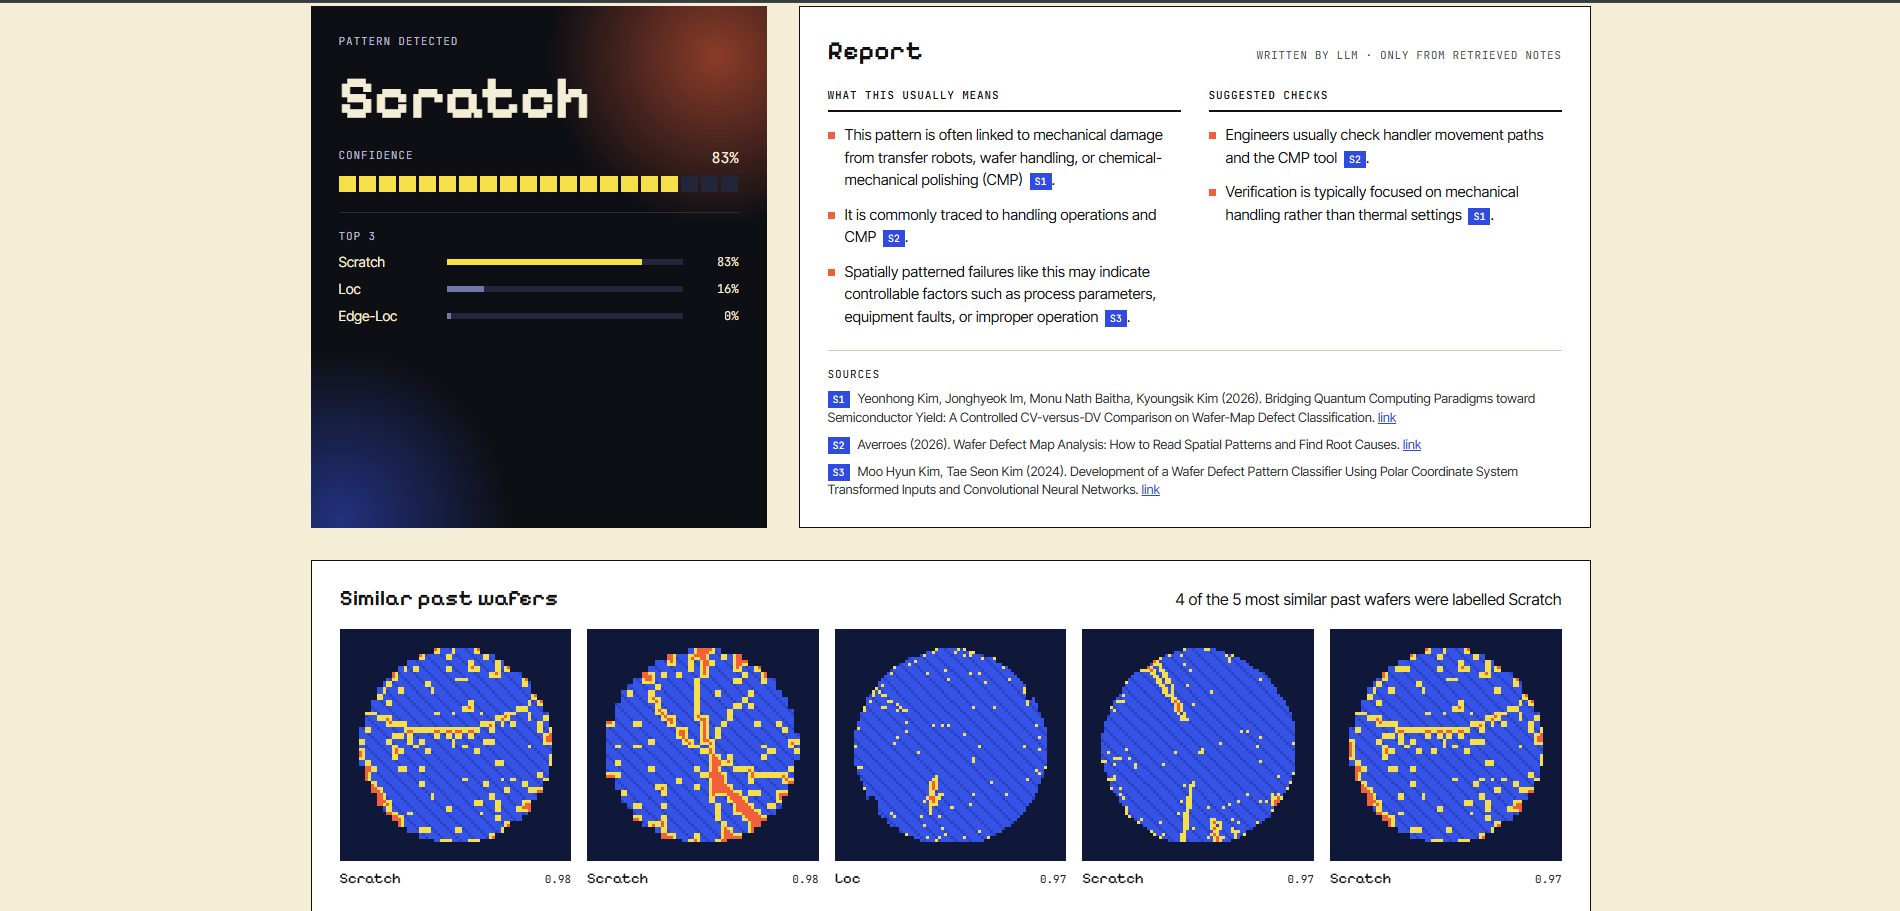 PATTERN DETECTED
Scratch
CONFIDENCE
83%
TOP 3
Scratch 83%
Loc 16%
Edge-Loc 0%
Report
WRITTEN BY LLM · ONLY FROM RETRIEVED NOTES
WHAT THIS USUALLY MEANS
This pattern is often linked to mechanical damage
from transfer robots, wafer handling, or chemical-
mechanical polishing (CMP) S1.
It is commonly traced to handling operations and
CMP S2.
Spatially patterned failures like this may indicate
controllable factors such as process parameters,
equipment faults, or improper operation S3.
SUGGESTED CHECKS
Engineers usually check handler movement paths
and the CMP tool S2.
Verification is typically focused on mechanical
handling rather than thermal settings S1.
SOURCES
S1 Yeonhong Kim, Jonghyeok Im, Monu Nath Baitha, Kyoungsik Kim (2026). Bridging Quantum Computing Paradigms toward
Semiconductor Yield: A Controlled CV-versus-DV Comparison on Wafer-Map Defect Classification. link
S2 Averroes (2026). Wafer Defect Map Analysis: How to Read Spatial Patterns and Find Root Causes. link
S3 Moo Hyun Kim, Tae Seon Kim (2024). Development of a Wafer Defect Pattern Classifier Using Polar Coordinate System
Transformed Inputs and Convolutional Neural Networks. link
Similar past wafers
4 of the 5 most similar past wafers were labelled Scratch
Scratch 0.98
Scratch 0.98
Loc 0.97
Scratch 0.97
Scratch 0.97